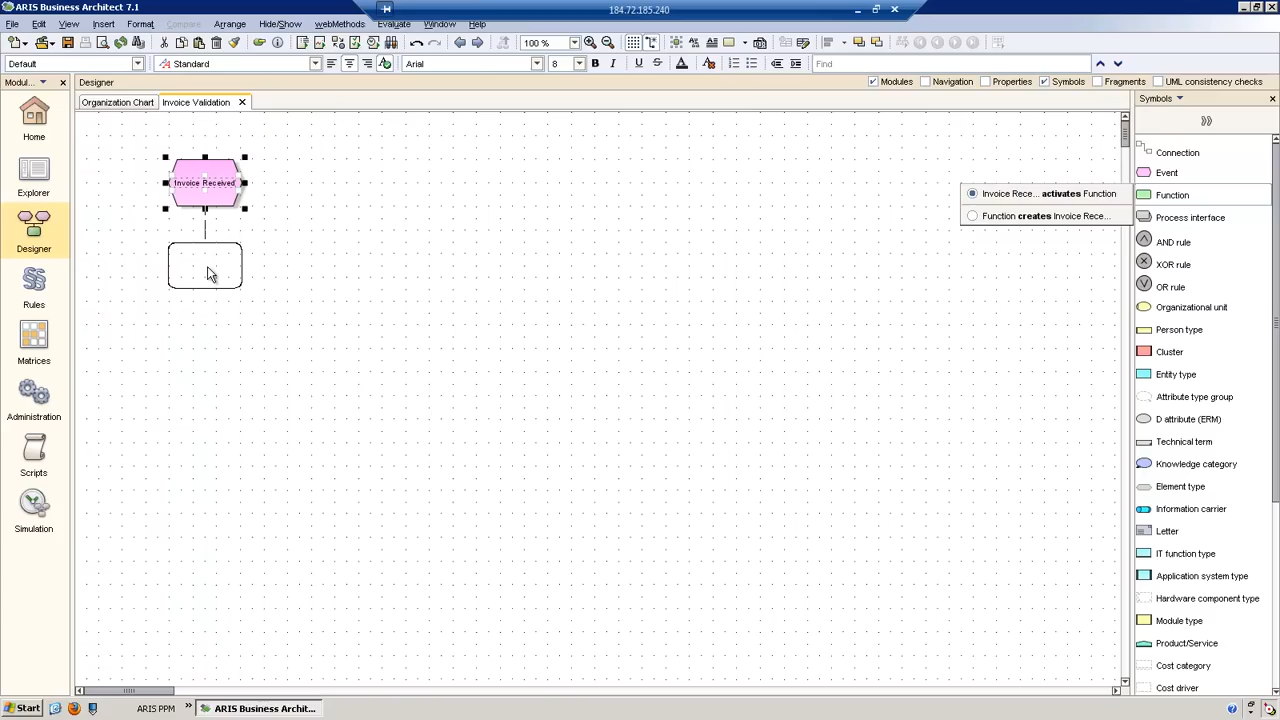 ARIS Business Architect 7.1
184.72.185.240
File Edit View Insert Format Compare Arrange Hide/Show webMethods Evaluate Window Help
100 %
Default Standard Arial 8 Find
Modul... Designer Modules Navigation Properties Symbols Fragments UML consistency checks
Organization Chart Invoice Validation Symbols
Home
Explorer
Designer
Rules
Matrices
Administration
Scripts
Simulation
Invoice Received
Invoice Rece... activates Function
Function creates Invoice Rece...
Connection
Event
Function
Process interface
AND rule
XOR rule
OR rule
Organizational unit
Person type
Cluster
Entity type
Attribute type group
D attribute (ERM)
Technical term
Knowledge category
Element type
Information carrier
Letter
IT function type
Application system type
Hardware component type
Module type
Product/Service
Cost category
Cost driver
Start ARIS PPM ARIS Business Archit...